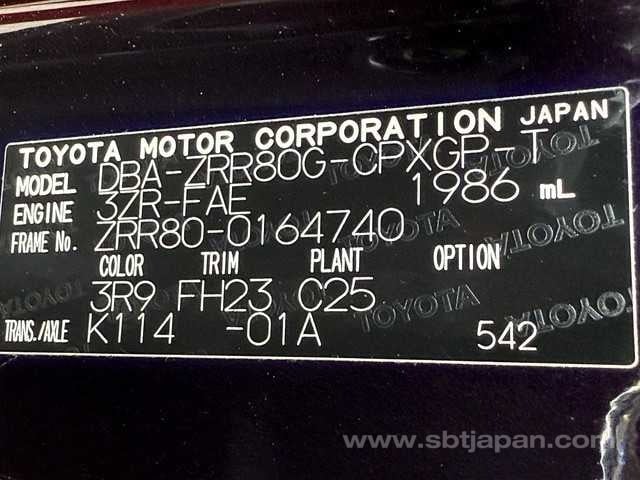 TOYOTA MOTOR CORPORATION JAPAN
MODEL DBA-ZRR80G-CPXGP-T
ENGINE 3ZR-FAE 1986 mL
FRAME No. ZRR80-0164740
COLOR TRIM PLANT OPTION
3R9 FH23 C25
TRANS./AXLE K114 -01A 542
www.sbtjapan.com